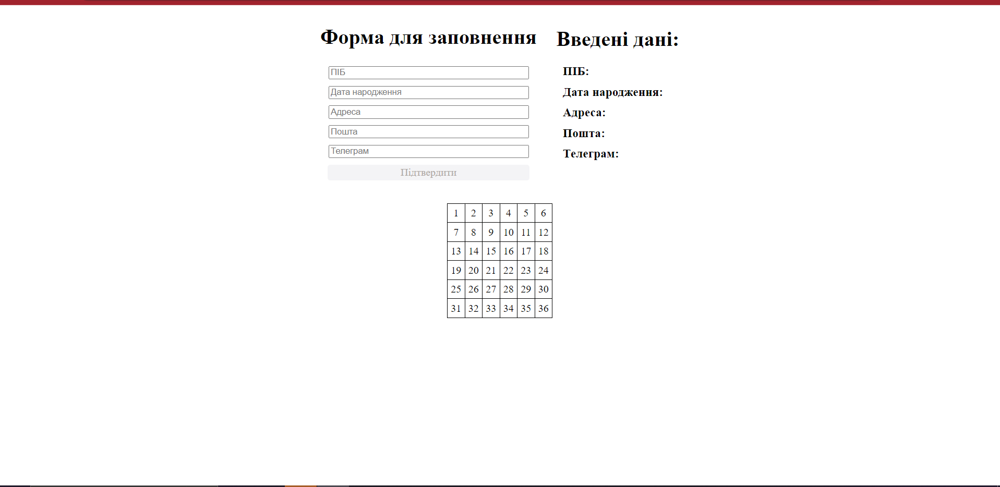 Форма для заповнення
ПІБ
Дата народження
Адреса
Пошта
Телеграм
Підтвердити
Введені дані:
ПІБ:
Дата народження:
Адреса:
Пошта:
Телеграм:
1 2 3 4 5 6
7 8 9 10 11 12
13 14 15 16 17 18
19 20 21 22 23 24
25 26 27 28 29 30
31 32 33 34 35 36